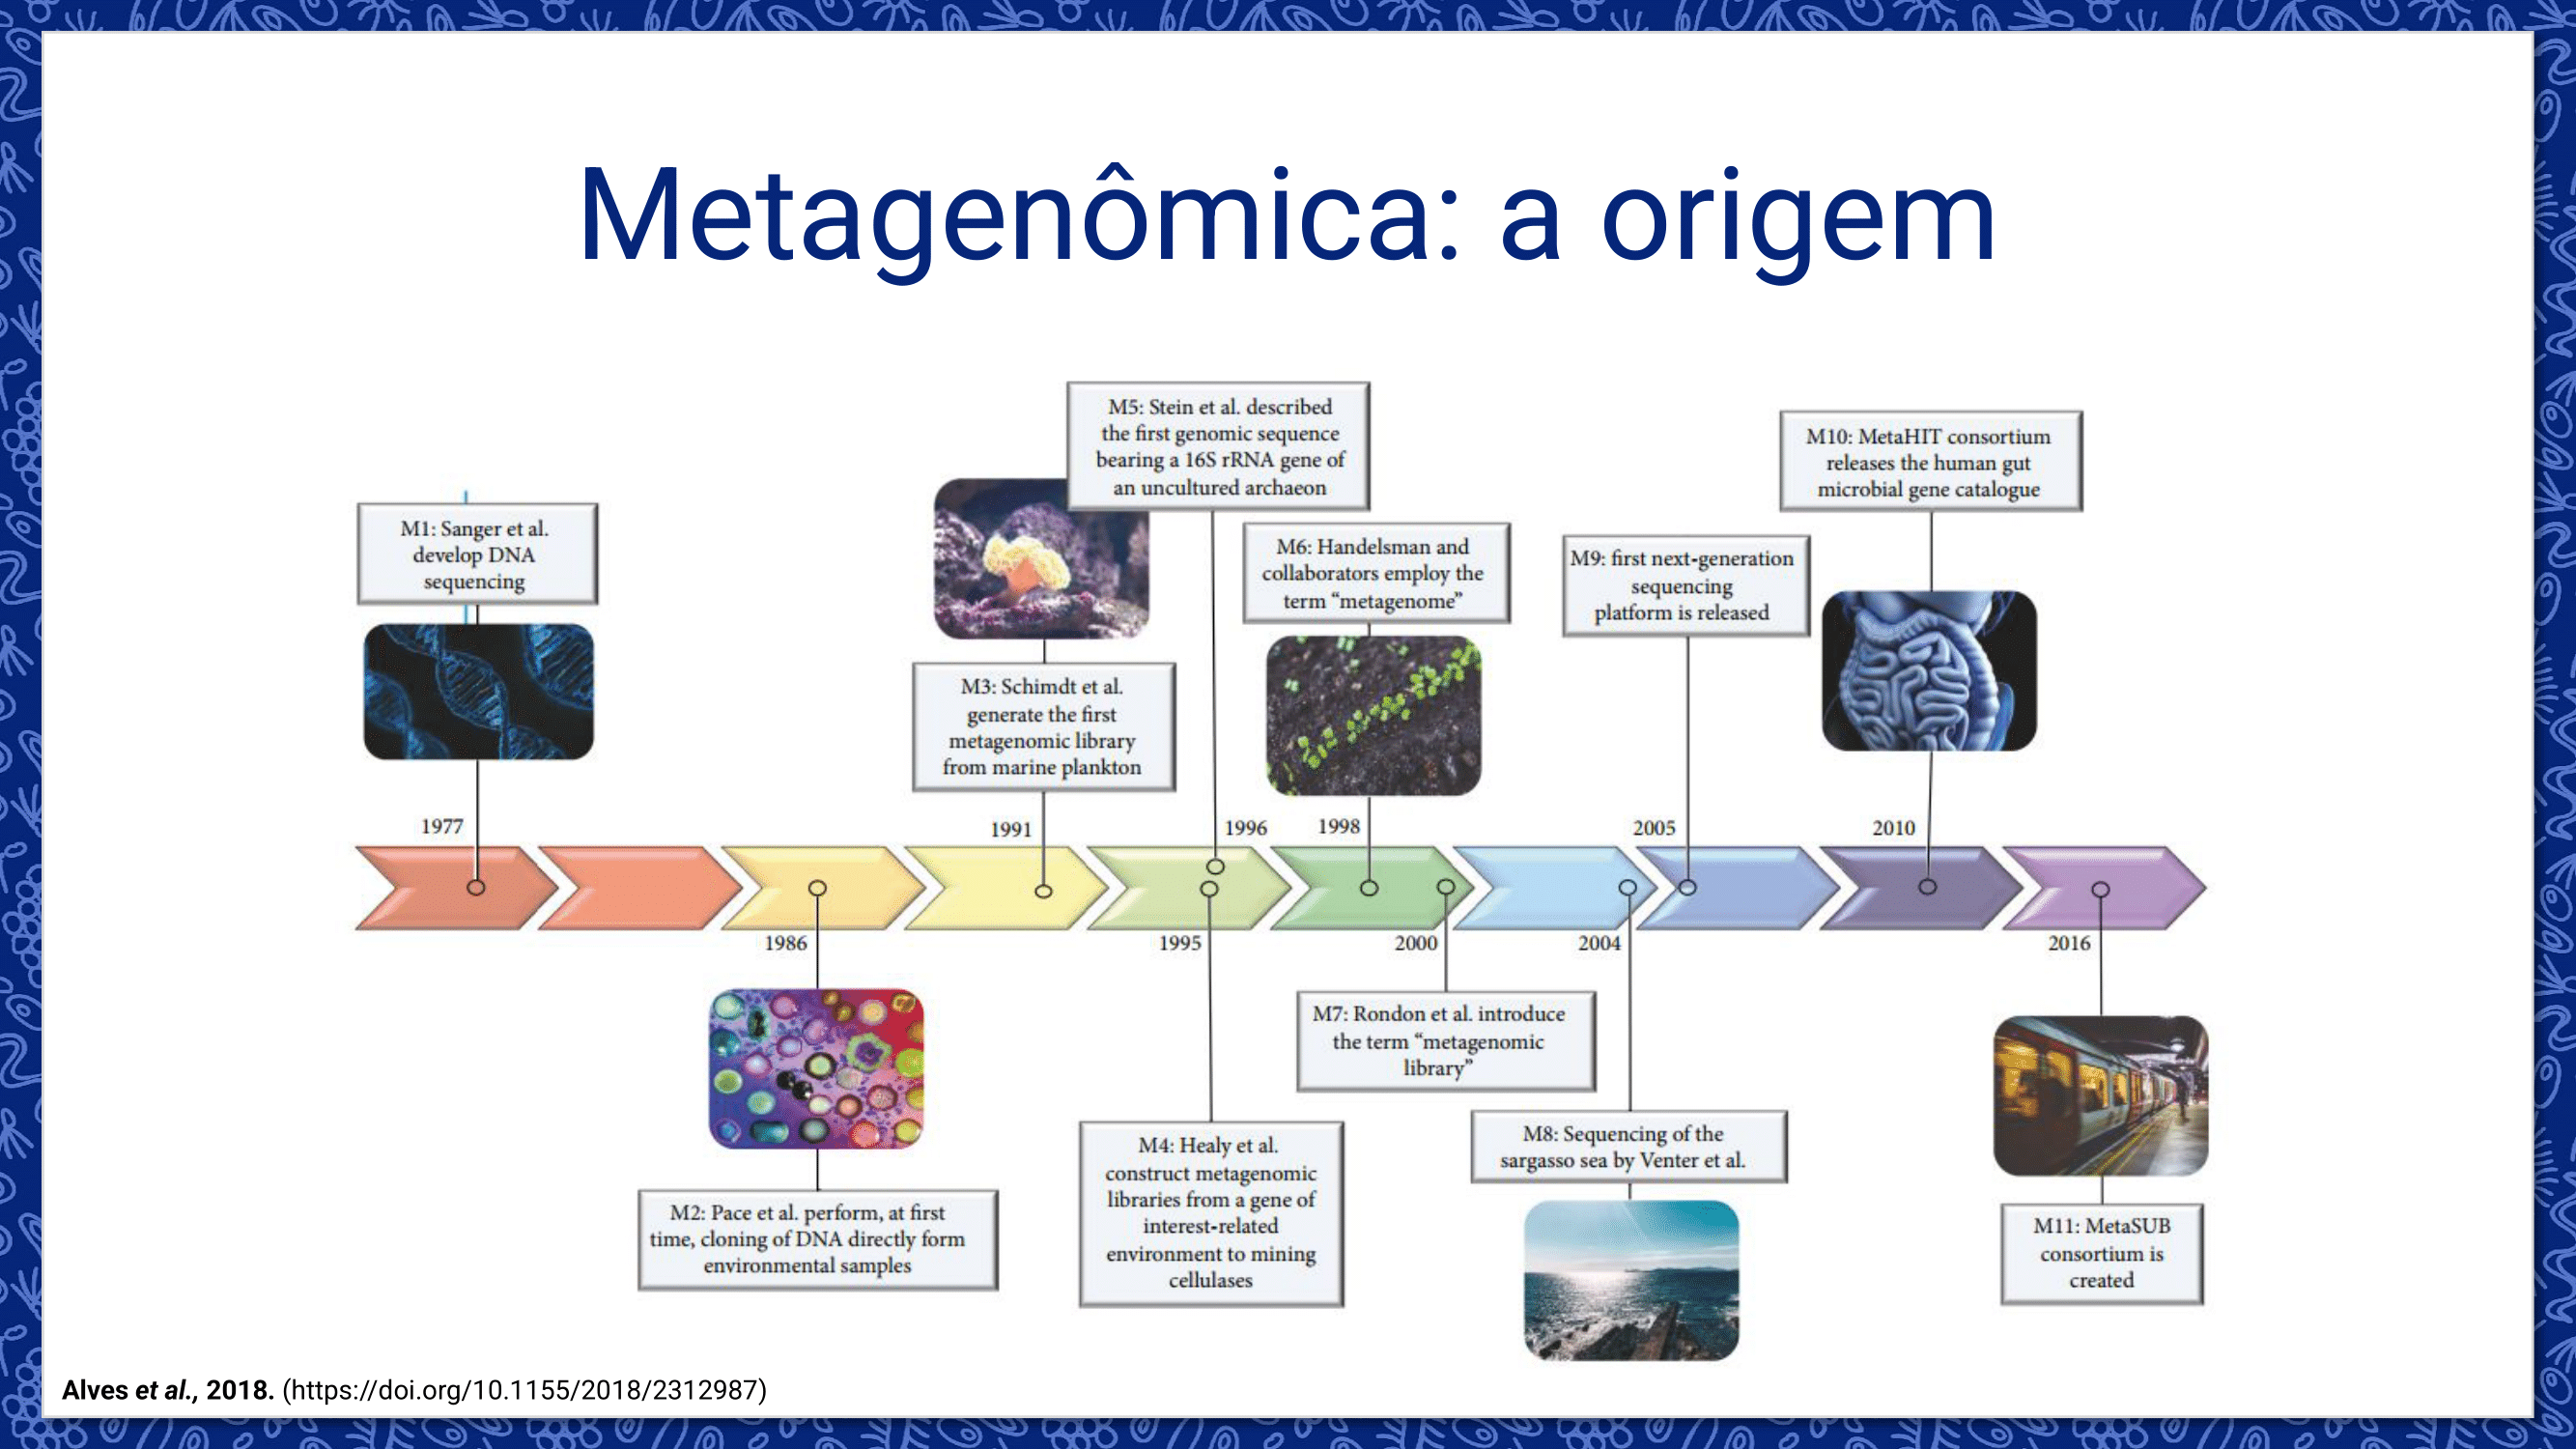 Metagenômica: a origem
M1: Sanger et al.
develop DNA
sequencing
1977
M2: Pace et al. perform, at first
time, cloning of DNA directly form
environmental samples
1986
M3: Schimdt et al.
generate the first
metagenomic library
from marine plankton
1991
M4: Healy et al.
construct metagenomic
libraries from a gene of
interest-related
environment to mining
cellulases
1995
M5: Stein et al. described
the first genomic sequence
bearing a 16S rRNA gene of
an uncultured archaeon
1996
M6: Handelsman and
collaborators employ the
term “metagenome”
1998
M7: Rondon et al. introduce
the term “metagenomic
library”
2000
M8: Sequencing of the
sargasso sea by Venter et al.
2004
M9: first next-generation
sequencing
platform is released
2005
M10: MetaHIT consortium
releases the human gut
microbial gene catalogue
2010
M11: MetaSUB
consortium is
created
2016
Alves et al., 2018. (https://doi.org/10.1155/2018/2312987)